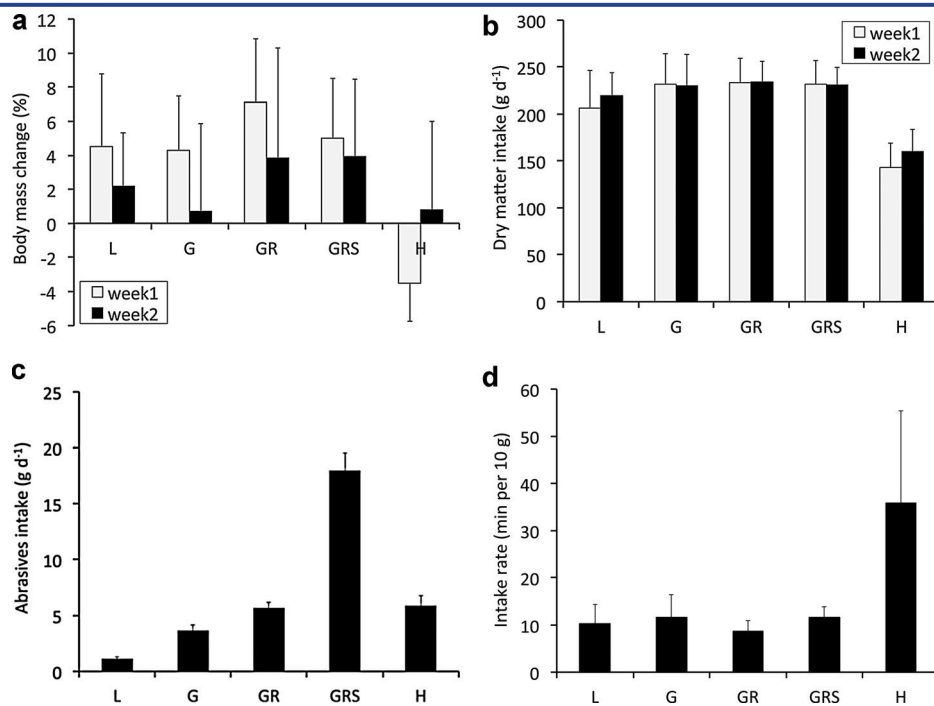 a
Body mass change (%)
12
10
8
6
4
2
0
−2
−4
−6
L G GR GRS H
week1
week2
b
Dry matter intake (g d-1)
300
250
200
150
100
50
0
L G GR GRS H
week1
week2
c
Abrasives intake (g d-1)
25
20
15
10
5
0
L G GR GRS H
d
Intake rate (min per 10 g)
60
50
40
30
20
10
0
L G GR GRS H